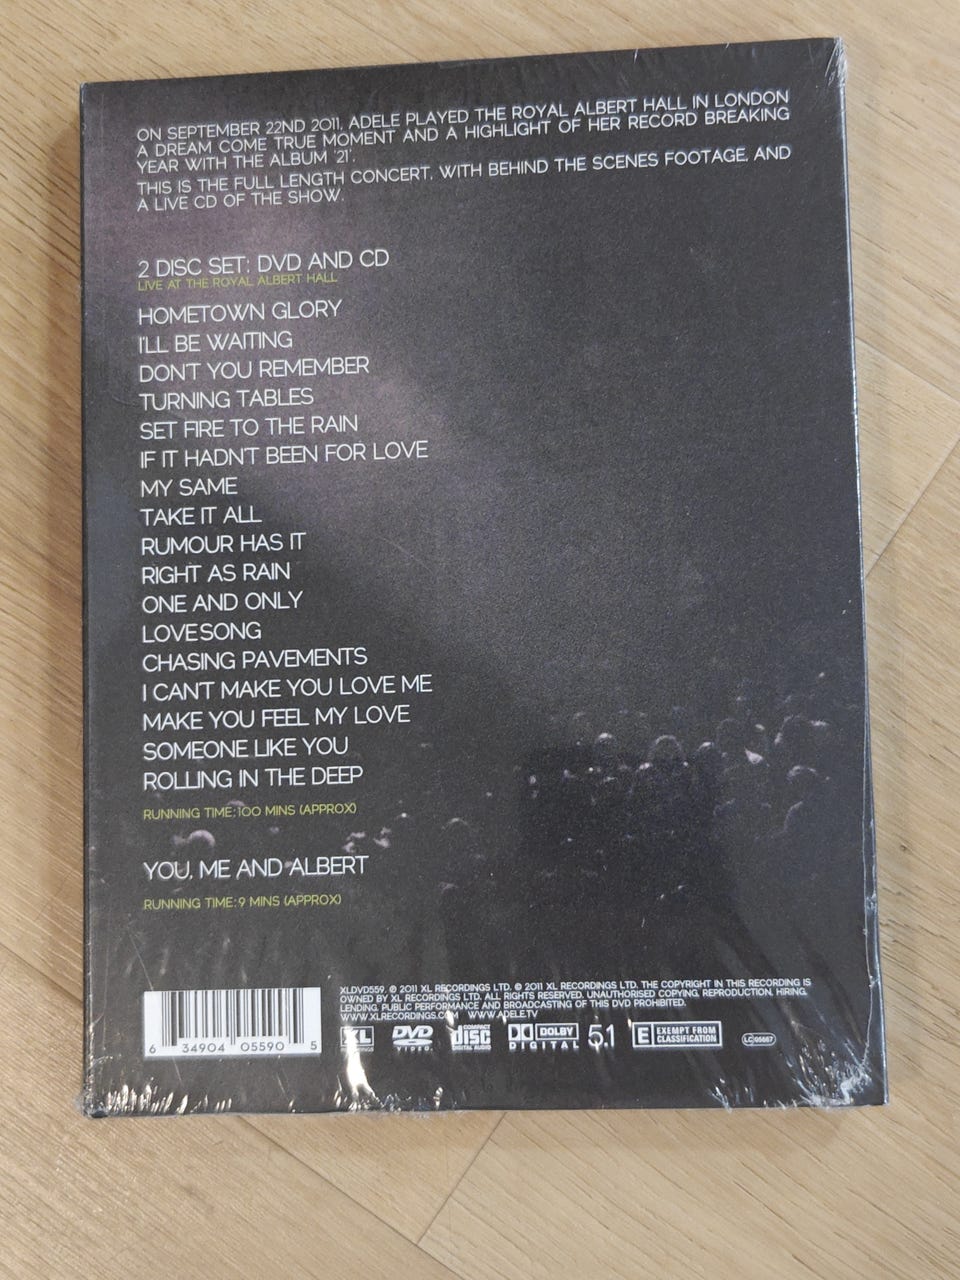 ON SEPTEMBER 22ND 2011, ADELE PLAYED THE ROYAL ALBERT HALL IN LONDON
A DREAM COME TRUE MOMENT AND A HIGHLIGHT OF HER RECORD BREAKING
YEAR WITH THE ALBUM '21'.
THIS IS THE FULL LENGTH CONCERT, WITH BEHIND THE SCENES FOOTAGE, AND
A LIVE CD OF THE SHOW.
2 DISC SET: DVD AND CD
LIVE AT THE ROYAL ALBERT HALL
HOMETOWN GLORY
I'LL BE WAITING
DON'T YOU REMEMBER
TURNING TABLES
SET FIRE TO THE RAIN
IF IT HADN'T BEEN FOR LOVE
MY SAME
TAKE IT ALL
RUMOUR HAS IT
RIGHT AS RAIN
ONE AND ONLY
LOVESONG
CHASING PAVEMENTS
I CAN'T MAKE YOU LOVE ME
MAKE YOU FEEL MY LOVE
SOMEONE LIKE YOU
ROLLING IN THE DEEP
RUNNING TIME: 100 MINS (APPROX)
YOU, ME AND ALBERT
RUNNING TIME: 9 MINS (APPROX)
XLDVD559. ℗ 2011 XL RECORDINGS LTD. © 2011 XL RECORDINGS LTD. THE COPYRIGHT IN THIS RECORDING IS
OWNED BY XL RECORDINGS LTD. ALL RIGHTS RESERVED. UNAUTHORISED COPYING, REPRODUCTION, HIRING,
LENDING, PUBLIC PERFORMANCE AND BROADCASTING OF THIS DVD PROHIBITED.
WWW.XLRECORDINGS.COM WWW.ADELE.TV
6 34904 05590 5
XL
DVD VIDEO
COMPACT disc DIGITAL AUDIO
DOLBY DIGITAL 5.1
E EXEMPT FROM CLASSIFICATION
LC 05667